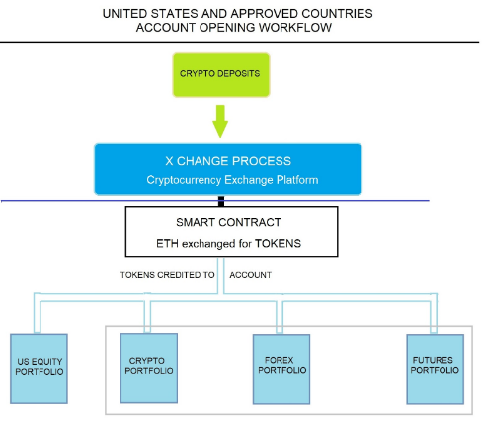 UNITED STATES AND APPROVED COUNTRIES
ACCOUNT OPENING WORKFLOW
CRYPTO DEPOSITS
X CHANGE PROCESS
Cryptocurrency Exchange Platform
SMART CONTRACT
ETH exchanged for TOKENS
TOKENS CREDITED TO ACCOUNT
US EQUITY
PORTFOLIO
CRYPTO
PORTFOLIO
FOREX
PORTFOLIO
FUTURES
PORTFOLIO